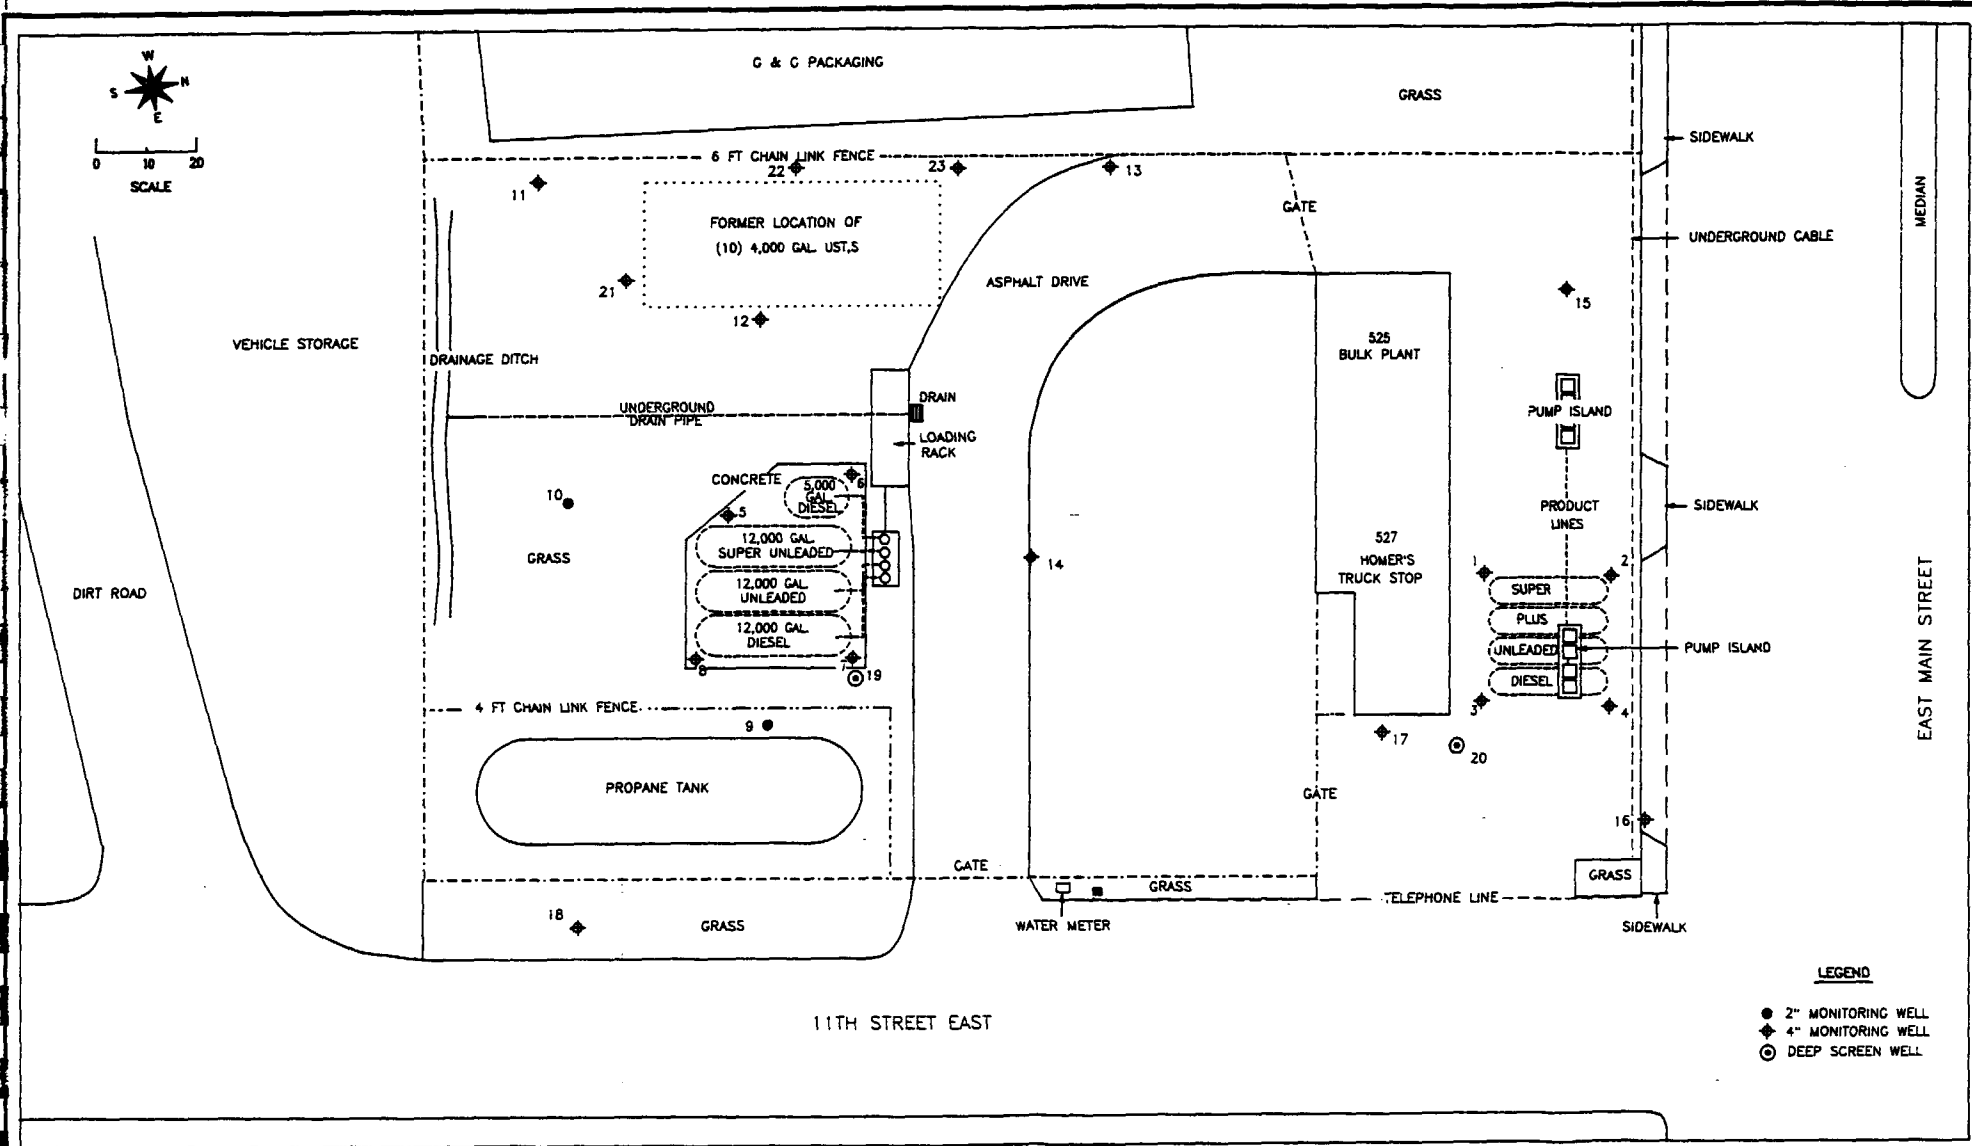 G & G PACKAGING
GRASS
W
N
S
E
0 10 20
SCALE
SIDEWALK
6 FT CHAIN LINK FENCE
22
23
13
11
MEDIAN
GATE
FORMER LOCATION OF
(10) 4,000 GAL. UST,S
UNDERGROUND CABLE
21
12
ASPHALT DRIVE
15
VEHICLE STORAGE
DRAINAGE DITCH
525
BULK PLANT
UNDERGROUND
DRAIN PIPE
DRAIN
LOADING
RACK
PUMP ISLAND
CONCRETE
5,000
GAL.
DIESEL
6
5
10
PRODUCT
LINES
SIDEWALK
12,000 GAL.
SUPER UNLEADED
527
HOMER'S
TRUCK STOP
GRASS
14
1
2
12,000 GAL.
UNLEADED
SUPER
PLUS
UNLEADED
DIESEL
PUMP ISLAND
DIRT ROAD
12,000 GAL.
DIESEL
8
7
19
3
4
EAST MAIN STREET
4 FT CHAIN LINK FENCE
9
17
20
PROPANE TANK
GATE
16
GATE
GRASS
GRASS
TELEPHONE LINE
18
GRASS
WATER METER
SIDEWALK
LEGEND
2" MONITORING WELL
4" MONITORING WELL
DEEP SCREEN WELL
11TH STREET EAST